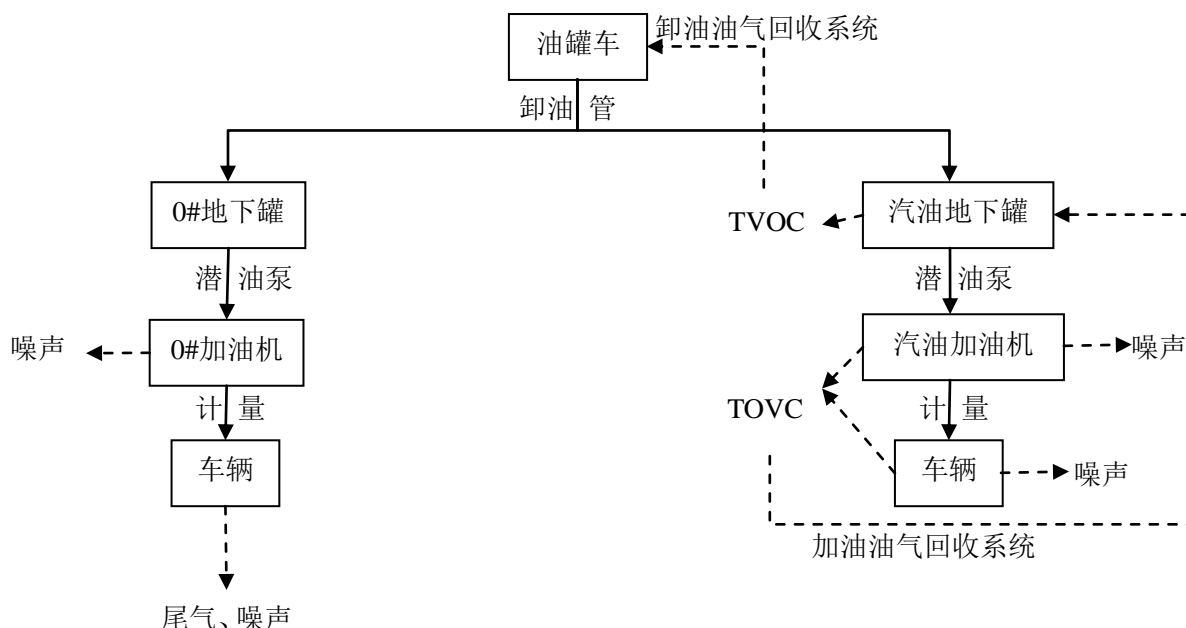 油罐车
卸油油气回收系统
卸油 管
0#地下罐
TVOC
汽油地下罐
潜 油泵
潜 油泵
噪声
0#加油机
汽油加油机
噪声
计 量
TOVC
计 量
车辆
车辆
噪声
加油油气回收系统
尾气、噪声